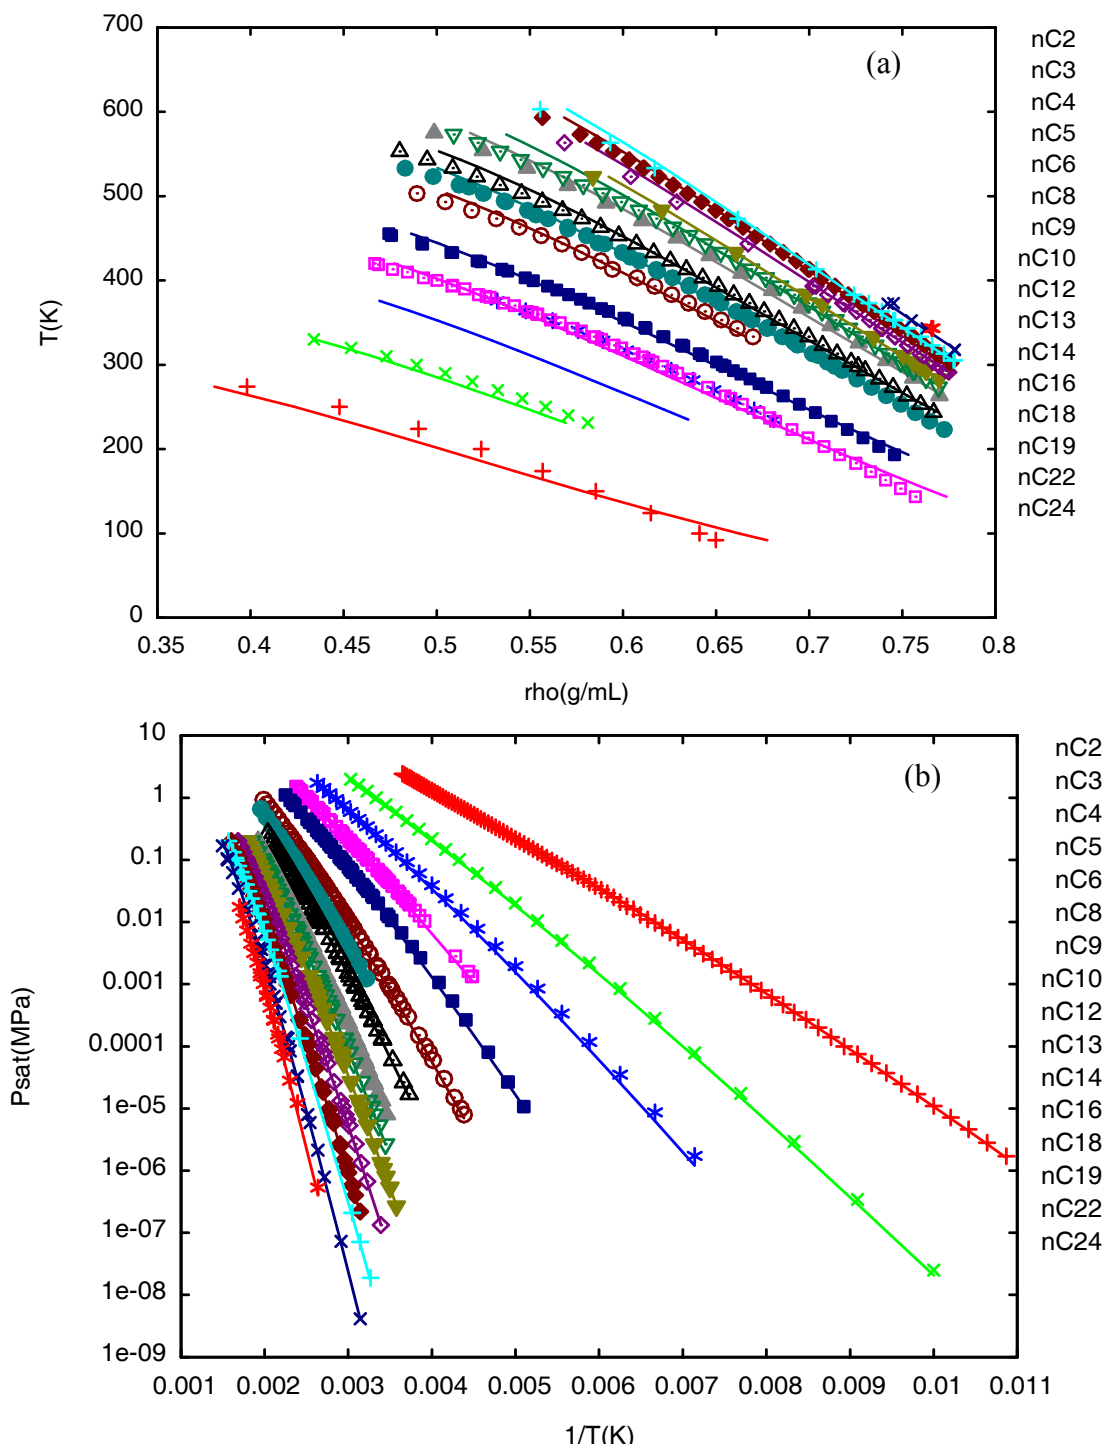 700
600
500
400
300
200
100
0
T(K)
(a)
0.35
0.4
0.45
0.5
0.55
0.6
0.65
0.7
0.75
0.8
rho(g/mL)
nC2
nC3
nC4
nC5
nC6
nC8
nC9
nC10
nC12
nC13
nC14
nC16
nC18
nC19
nC22
nC24
10
1
0.1
0.01
0.001
0.0001
1e-05
1e-06
1e-07
1e-08
1e-09
Psat(MPa)
(b)
0.001
0.002
0.003
0.004
0.005
0.006
0.007
0.008
0.009
0.01
0.011
1/T(K)
nC2
nC3
nC4
nC5
nC6
nC8
nC9
nC10
nC12
nC13
nC14
nC16
nC18
nC19
nC22
nC24